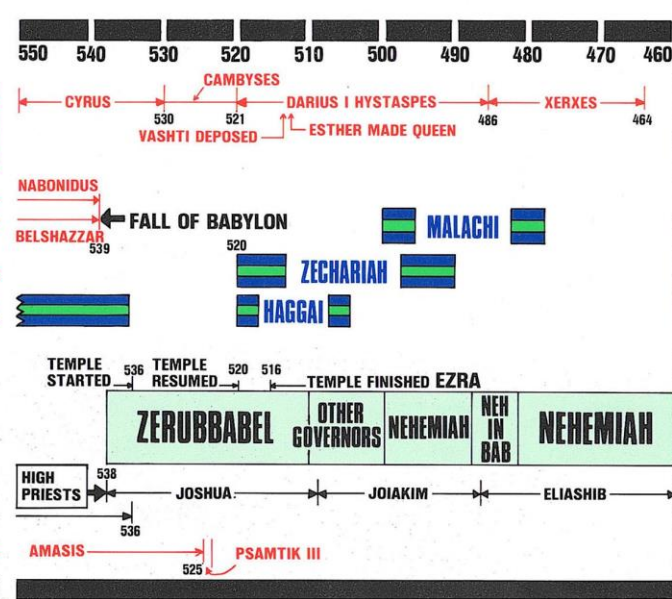 550 540 530 520 510 500 490 480 470 460
CAMBYSES
CYRUS DARIUS I HYSTASPES XERXES
530 521 486 464
VASHTI DEPOSED ESTHER MADE QUEEN
NABONIDUS
FALL OF BABYLON
BELSHAZZAR
539
MALACHI
520
ZECHARIAH
HAGGAI
TEMPLE STARTED 536
TEMPLE RESUMED 520
516 TEMPLE FINISHED EZRA
ZERUBBABEL
OTHER
GOVERNORS
NEHEMIAH
NEH
IN
BAB
NEHEMIAH
HIGH
PRIESTS
538
JOSHUA JOIAKIM ELIASHIB
536
AMASIS PSAMTIK III
525